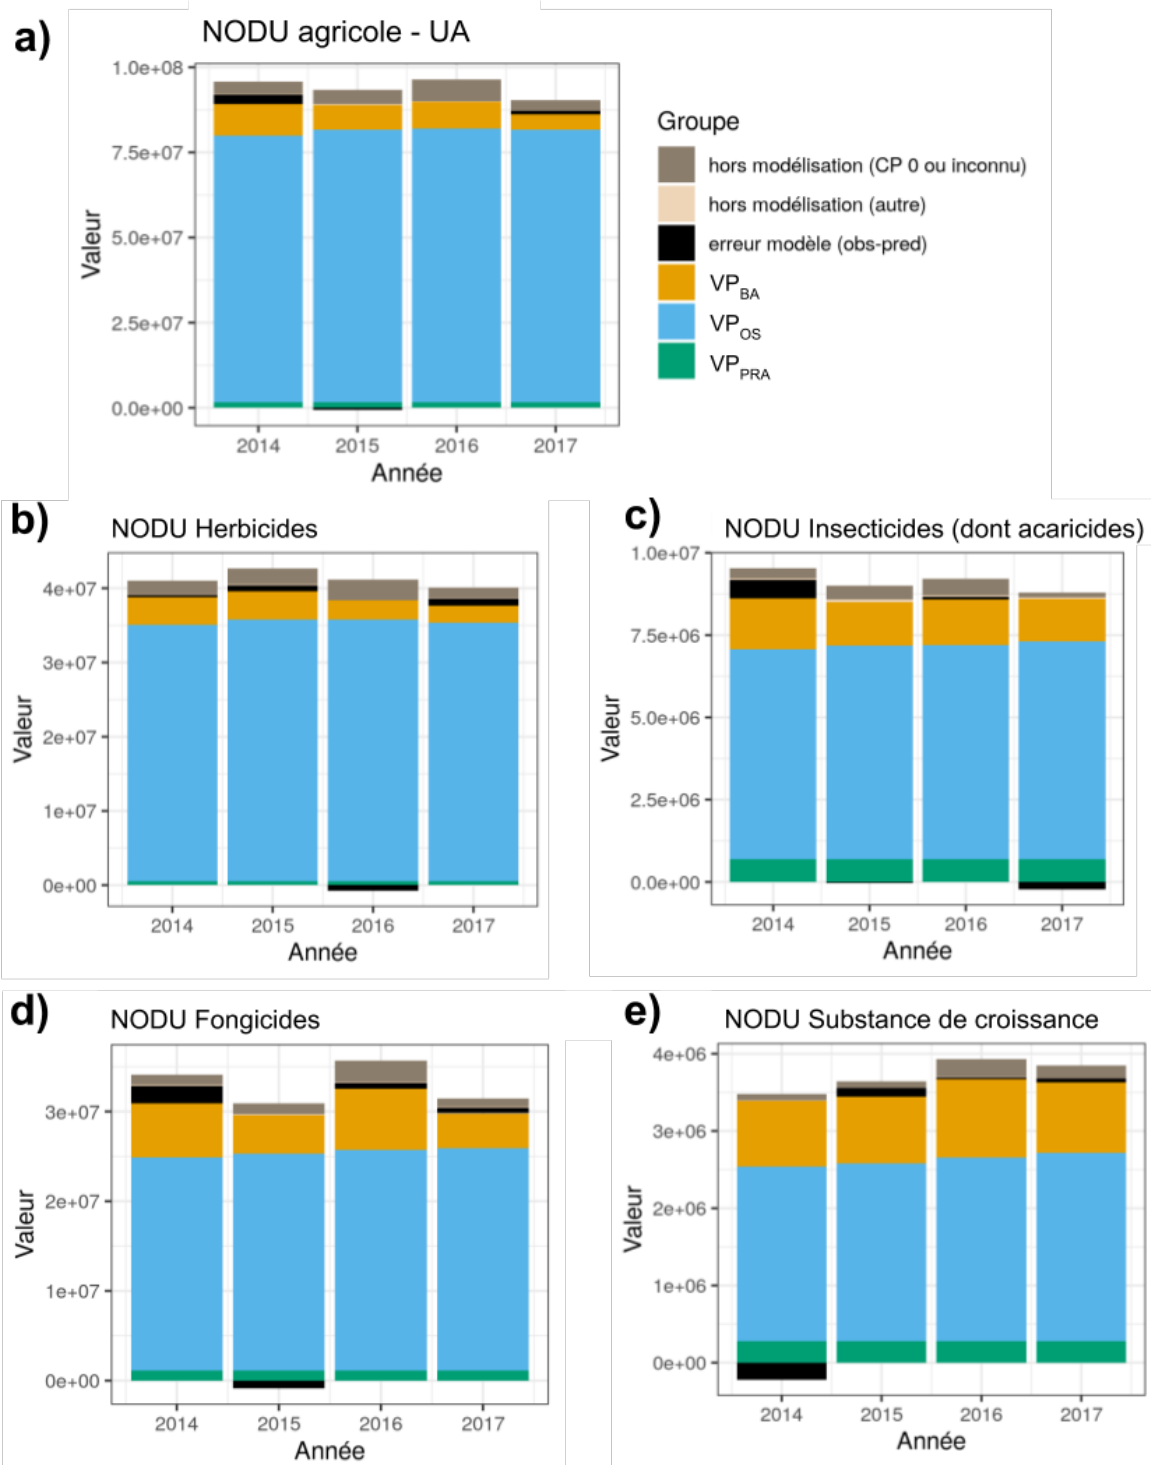 a)
NODU agricole - UA
1.0e+08
7.5e+07
5.0e+07
2.5e+07
0.0e+00
Valeur
2014 2015 2016 2017
Année
Groupe
hors modélisation (CP 0 ou inconnu)
hors modélisation (autre)
erreur modèle (obs-pred)
VPBA
VPOS
VPPRA
b)
NODU Herbicides
4e+07
3e+07
2e+07
1e+07
0e+00
Valeur
2014 2015 2016 2017
Année
c)
NODU Insecticides (dont acaricides)
1.0e+07
7.5e+06
5.0e+06
2.5e+06
0.0e+00
Valeur
2014 2015 2016 2017
Année
d)
NODU Fongicides
3e+07
2e+07
1e+07
0e+00
Valeur
2014 2015 2016 2017
Année
e)
NODU Substance de croissance
4e+06
3e+06
2e+06
1e+06
0e+00
Valeur
2014 2015 2016 2017
Année